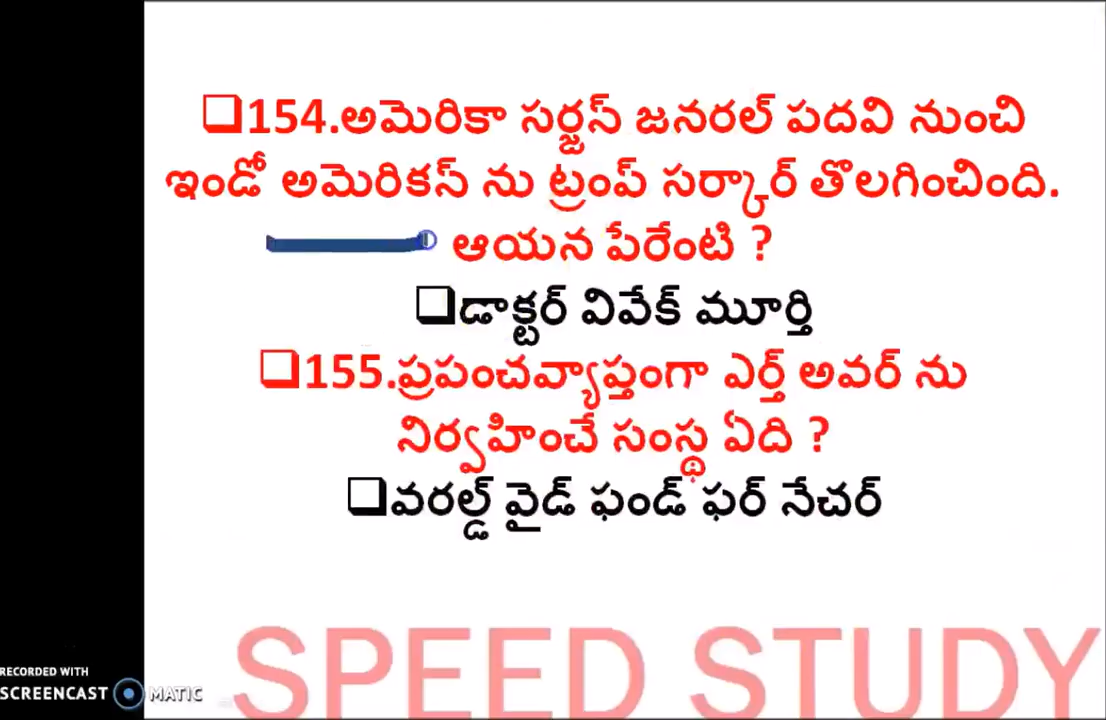 154.అమెరికా సర్జన్ జనరల్ పదవి నుంచి
ఇండో అమెరికన్ ను ట్రంప్ సర్కార్ తొలగించింది.
ఆయన పేరేంటి ?
డాక్టర్ వివేక్ మూర్తి
155.ప్రపంచవ్యాప్తంగా ఎర్త్ అవర్ ను
నిర్వహించే సంస్థ ఏది ?
వరల్డ్ వైడ్ ఫండ్ ఫర్ నేచర్
SPEED STUDY
RECORDED WITH
SCREENCAST MATIC